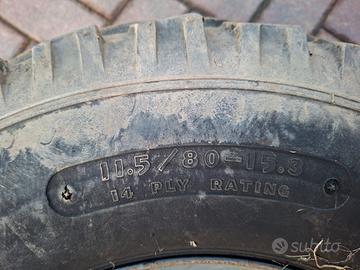 11.5/80-15.3
14 PLY RATING
subito